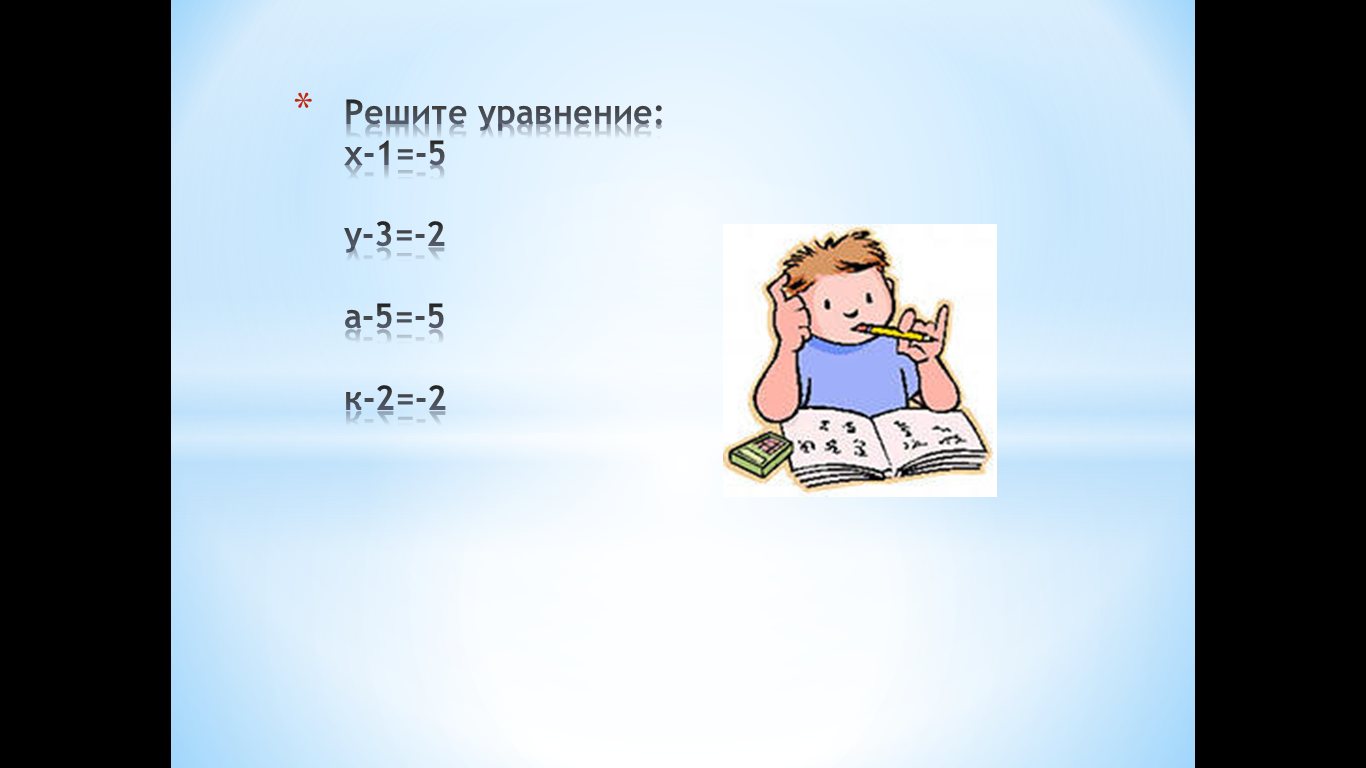 * Решите уравнение:
х-1=-5
у-3=-2
а-5=-5
к-2=-2